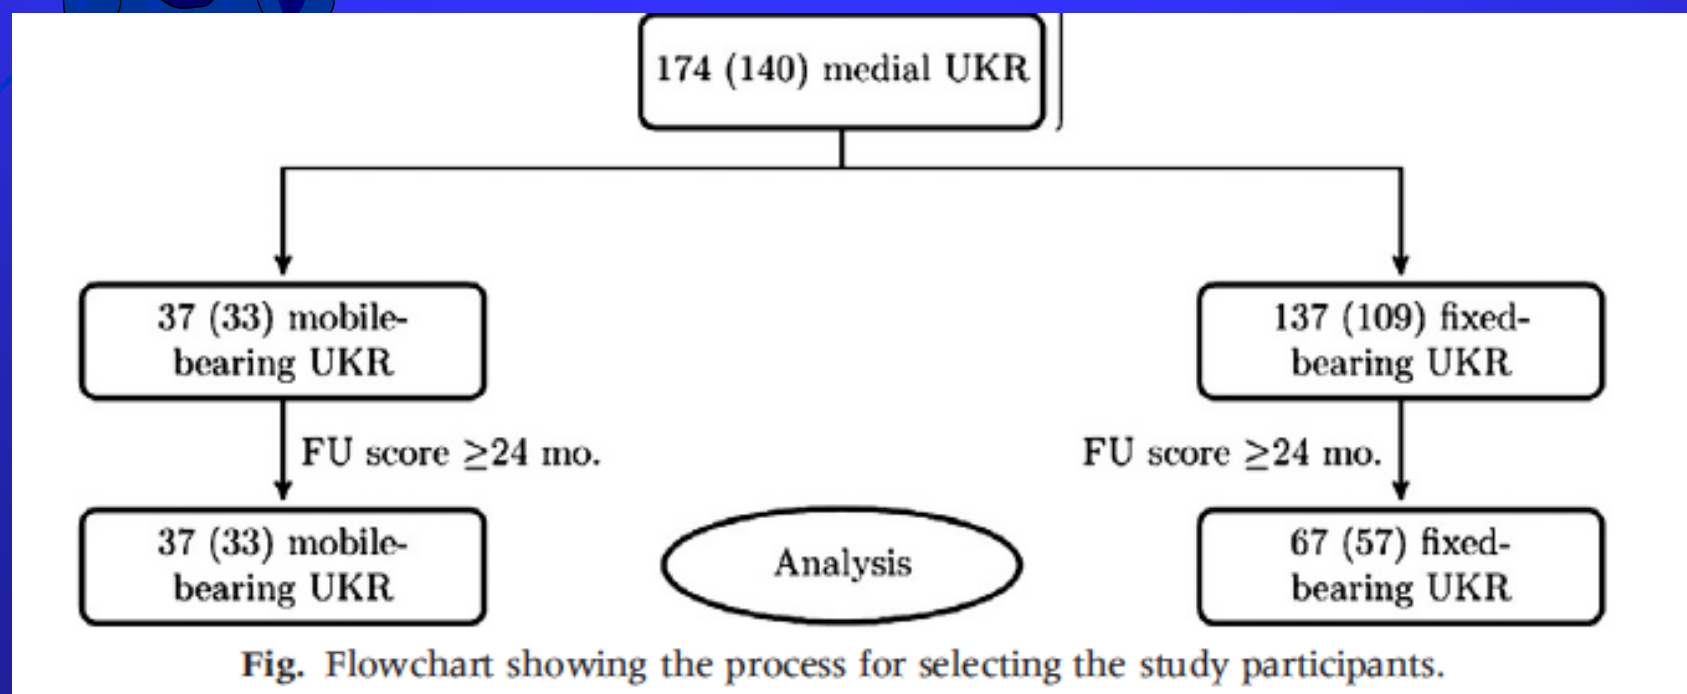 174 (140) medial UKR
37 (33) mobile-
bearing UKR
137 (109) fixed-
bearing UKR
FU score ≥24 mo.
FU score ≥24 mo.
37 (33) mobile-
bearing UKR
Analysis
67 (57) fixed-
bearing UKR
Fig. Flowchart showing the process for selecting the study participants.